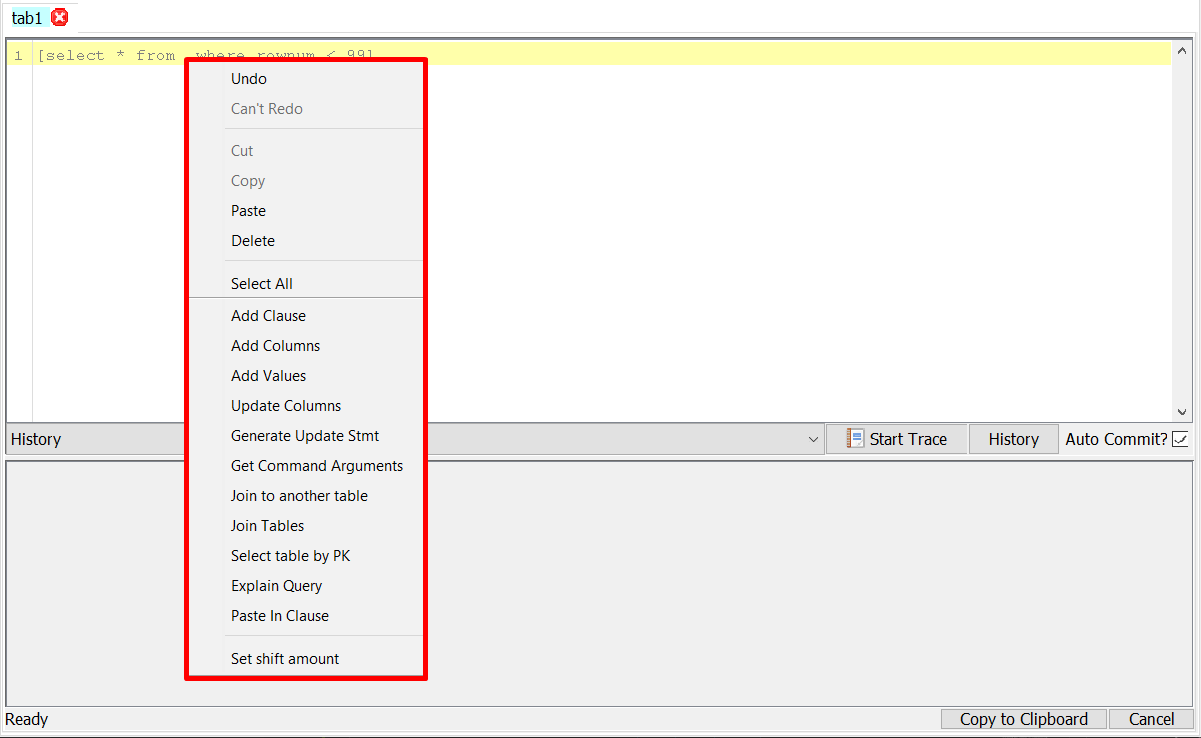 tab1
1 [select * from where rownum < 99]
Undo
Can't Redo
Cut
Copy
Paste
Delete
Select All
Add Clause
Add Columns
Add Values
Update Columns
Generate Update Stmt
Get Command Arguments
Join to another table
Join Tables
Select table by PK
Explain Query
Paste In Clause
Set shift amount
History Start Trace History Auto Commit?
Ready Copy to Clipboard Cancel